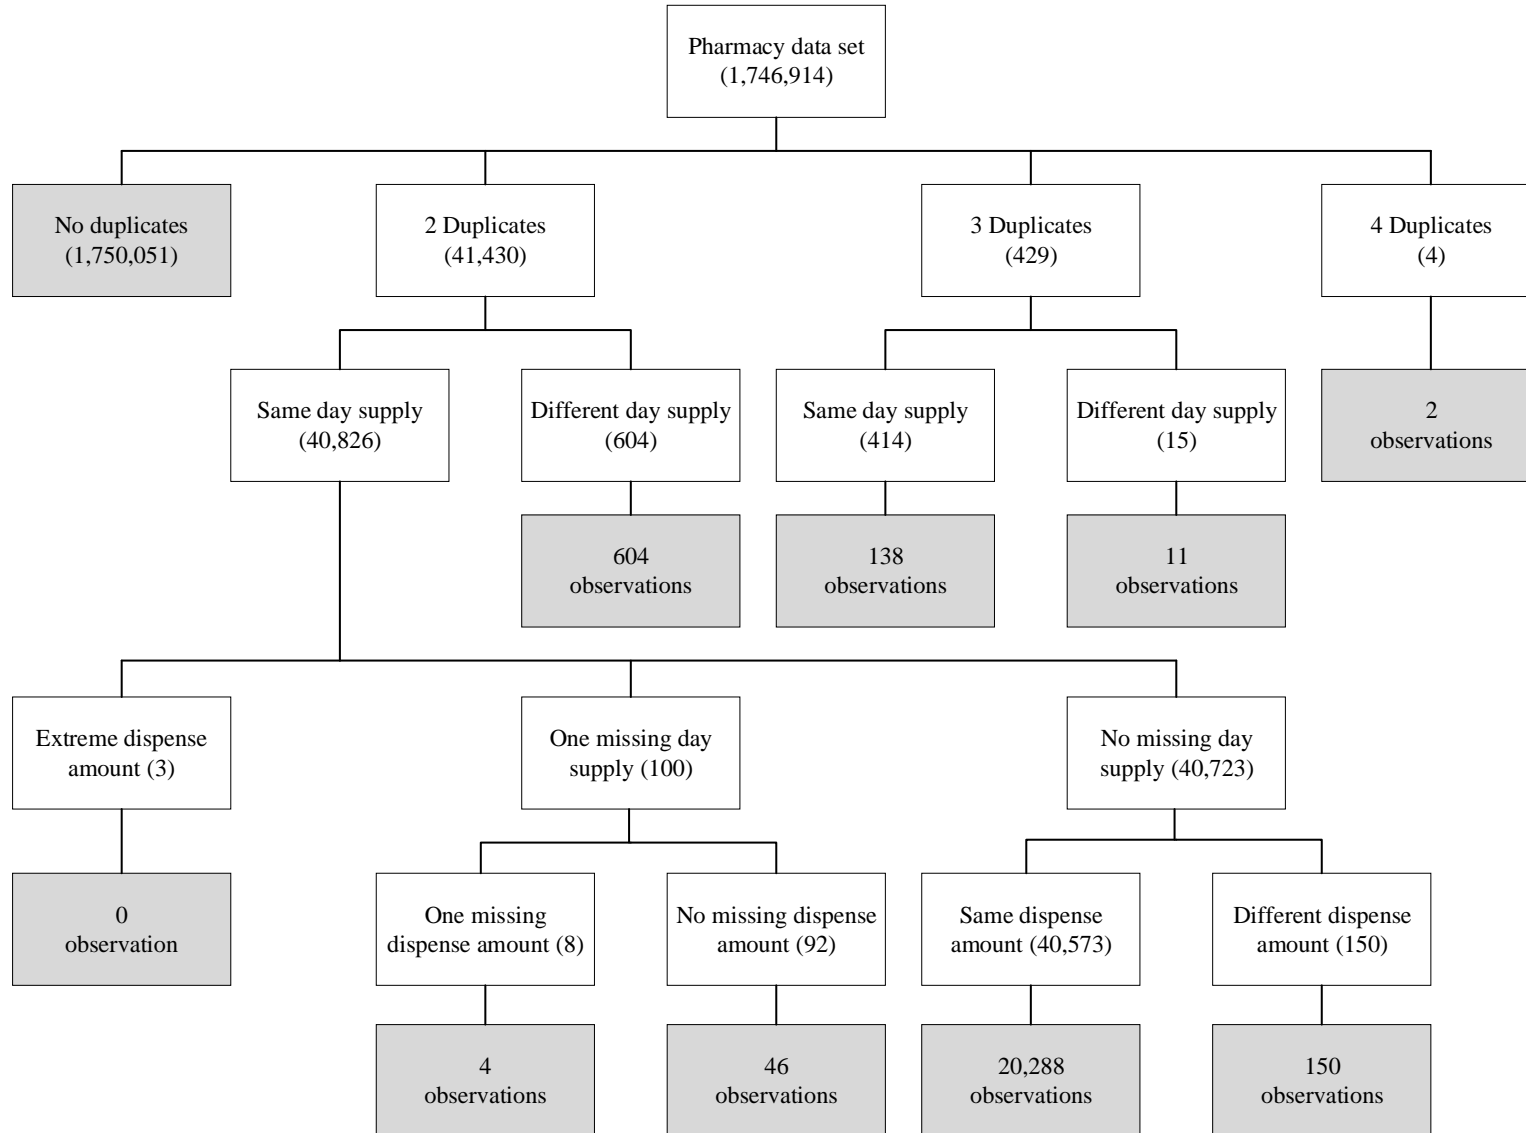 Pharmacy data set
(1,746,914)
No duplicates
(1,750,051)
2 Duplicates
(41,430)
3 Duplicates
(429)
4 Duplicates
(4)
Same day supply
(40,826)
Different day supply
(604)
Same day supply
(414)
Different day supply
(15)
2
observations
604
observations
138
observations
11
observations
Extreme dispense
amount (3)
One missing day
supply (100)
No missing day
supply (40,723)
0
observation
One missing
dispense amount (8)
No missing dispense
amount (92)
Same dispense
amount (40,573)
Different dispense
amount (150)
4
observations
46
observations
20,288
observations
150
observations